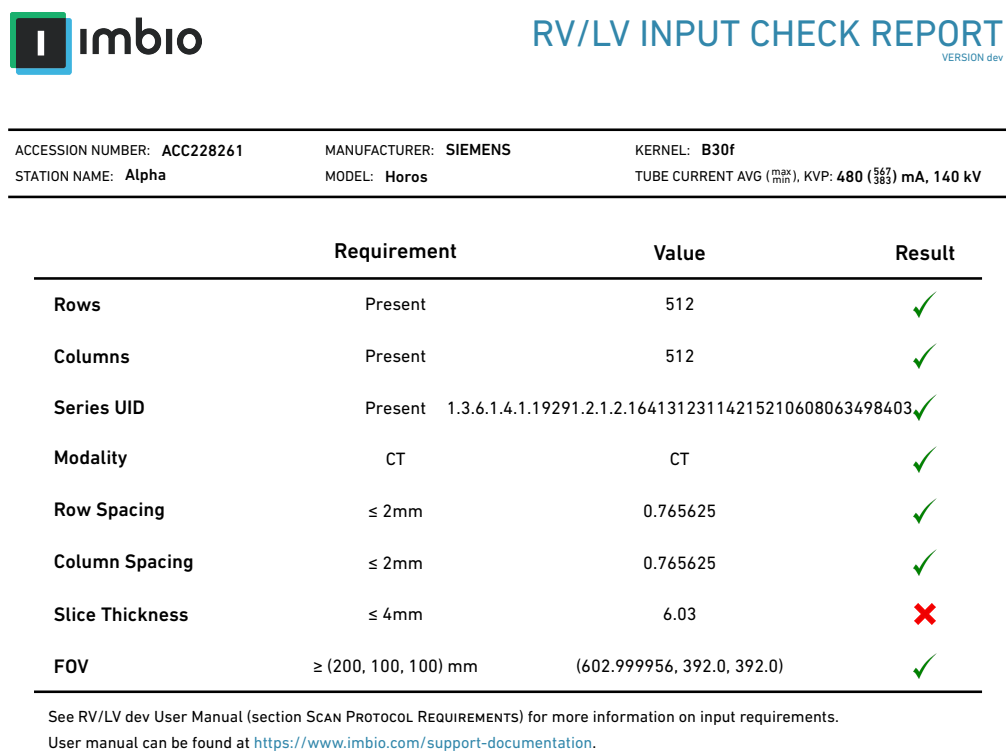 imbio
RV/LV INPUT CHECK REPORT
VERSION dev
ACCESSION NUMBER: ACC228261 MANUFACTURER: SIEMENS KERNEL: B30f
STATION NAME: Alpha MODEL: Horos TUBE CURRENT AVG (max min), KVP: 480 (567 383) mA, 140 kV
Requirement Value Result
Rows Present 512
Columns Present 512
Series UID Present 1.3.6.1.4.1.19291.2.1.2.1641312311421521060806349840​3
Modality CT CT
Row Spacing ≤ 2mm 0.765625
Column Spacing ≤ 2mm 0.765625
Slice Thickness ≤ 4mm 6.03
FOV ≥ (200, 100, 100) mm (602.999956, 392.0, 392.0)
See RV/LV dev User Manual (section SCAN PROTOCOL REQUIREMENTS) for more information on input requirements.
User manual can be found at https://www.imbio.com/support-documentation.